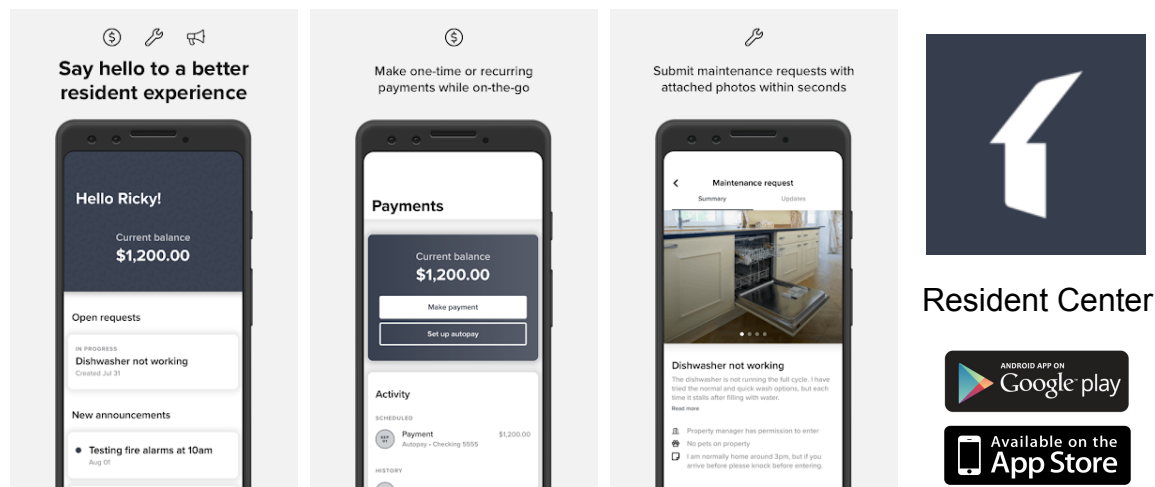 Say hello to a better
resident experience
Hello Ricky!
Current balance
$1,200.00
Open requests
IN PROGRESS
Dishwasher not working
Created Jul 31
New announcements
Testing fire alarms at 10am
Aug 01
Make one-time or recurring
payments while on-the-go
Payments
Current balance
$1,200.00
Make payment
Set up autopay
Activity
SCHEDULED
SEP
01
Payment
$1,200.00
Autopay • Checking 5555
HISTORY
Submit maintenance requests with
attached photos within seconds
Maintenance request
Summary
Updates
Dishwasher not working
The dishwasher is not running the full cycle. I have
tried the normal and quick wash options, but each
time it stalls after filling with water.
Read more
Property manager has permission to enter
No pets on property
I am normally home around 3pm, but if you
arrive before please knock before entering.
Resident Center
ANDROID APP ON
Google play
Available on the
App Store